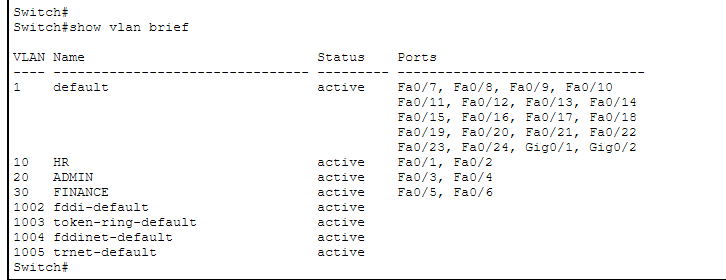 Switch#
Switch#show vlan brief
VLAN Name                             Status    Ports
---- -------------------------------- --------- -------------------------------
1    default                          active    Fa0/7, Fa0/8, Fa0/9, Fa0/10
                                                Fa0/11, Fa0/12, Fa0/13, Fa0/14
                                                Fa0/15, Fa0/16, Fa0/17, Fa0/18
                                                Fa0/19, Fa0/20, Fa0/21, Fa0/22
                                                Fa0/23, Fa0/24, Gig0/1, Gig0/2
10   HR                               active    Fa0/1, Fa0/2
20   ADMIN                            active    Fa0/3, Fa0/4
30   FINANCE                          active    Fa0/5, Fa0/6
1002 fddi-default                     active
1003 token-ring-default               active
1004 fddinet-default                  active
1005 trnet-default                    active
Switch#